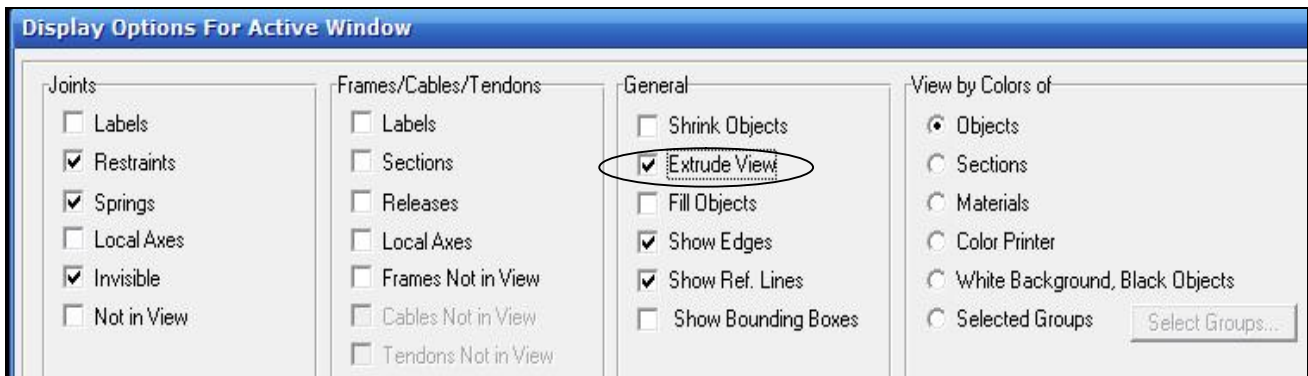 Display Options For Active Window
Joints
Labels
Restraints
Springs
Local Axes
Invisible
Not in View
Frames/Cables/Tendons
Labels
Sections
Releases
Local Axes
Frames Not in View
Cables Not in View
Tendons Not in View
General
Shrink Objects
Extrude View
Fill Objects
Show Edges
Show Ref. Lines
Show Bounding Boxes
View by Colors of
Objects
Sections
Materials
Color Printer
White Background, Black Objects
Selected Groups
Select Groups...